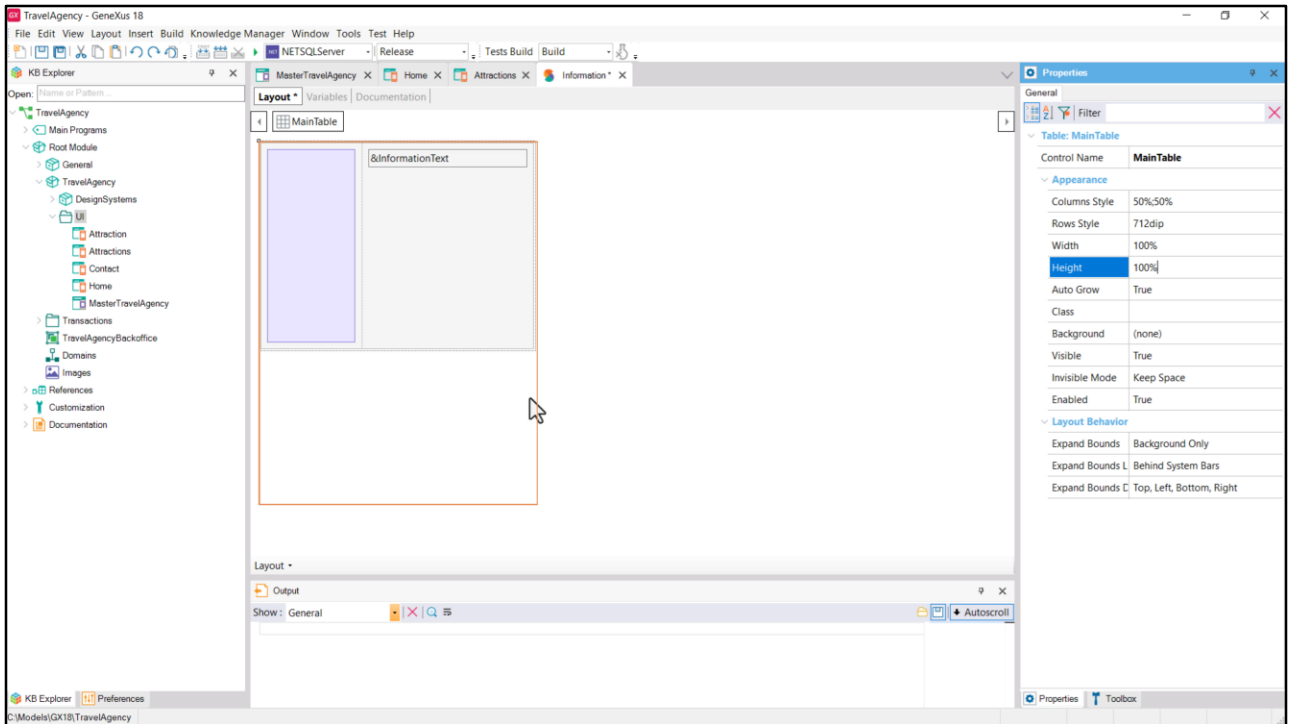 GX TravelAgency - GeneXus 18
File Edit View Layout Insert Build Knowledge Manager Window Tools Test Help
.NET NETSQLServer Release Tests Build Build
KB Explorer
Open: Name or Pattern ...
TravelAgency
Main Programs
Root Module
General
TravelAgency
DesignSystems
UI
Attraction
Attractions
Contact
Home
MasterTravelAgency
Transactions
TravelAgencyBackoffice
Domains
Images
References
Customization
Documentation
KB Explorer Preferences
C:\Models\GX18\TravelAgency
MasterTravelAgency X Home X Attractions X Information * X
Layout * Variables Documentation
MainTable
&InformationText
Layout
Output
Show: General
Autoscroll
Properties
General
Filter
Table: MainTable
Control Name MainTable
Appearance
Columns Style 50%;50%
Rows Style 712dip
Width 100%
Height 100%
Auto Grow True
Class
Background (none)
Visible True
Invisible Mode Keep Space
Enabled True
Layout Behavior
Expand Bounds Background Only
Expand Bounds L Behind System Bars
Expand Bounds D Top, Left, Bottom, Right
Properties Toolbox